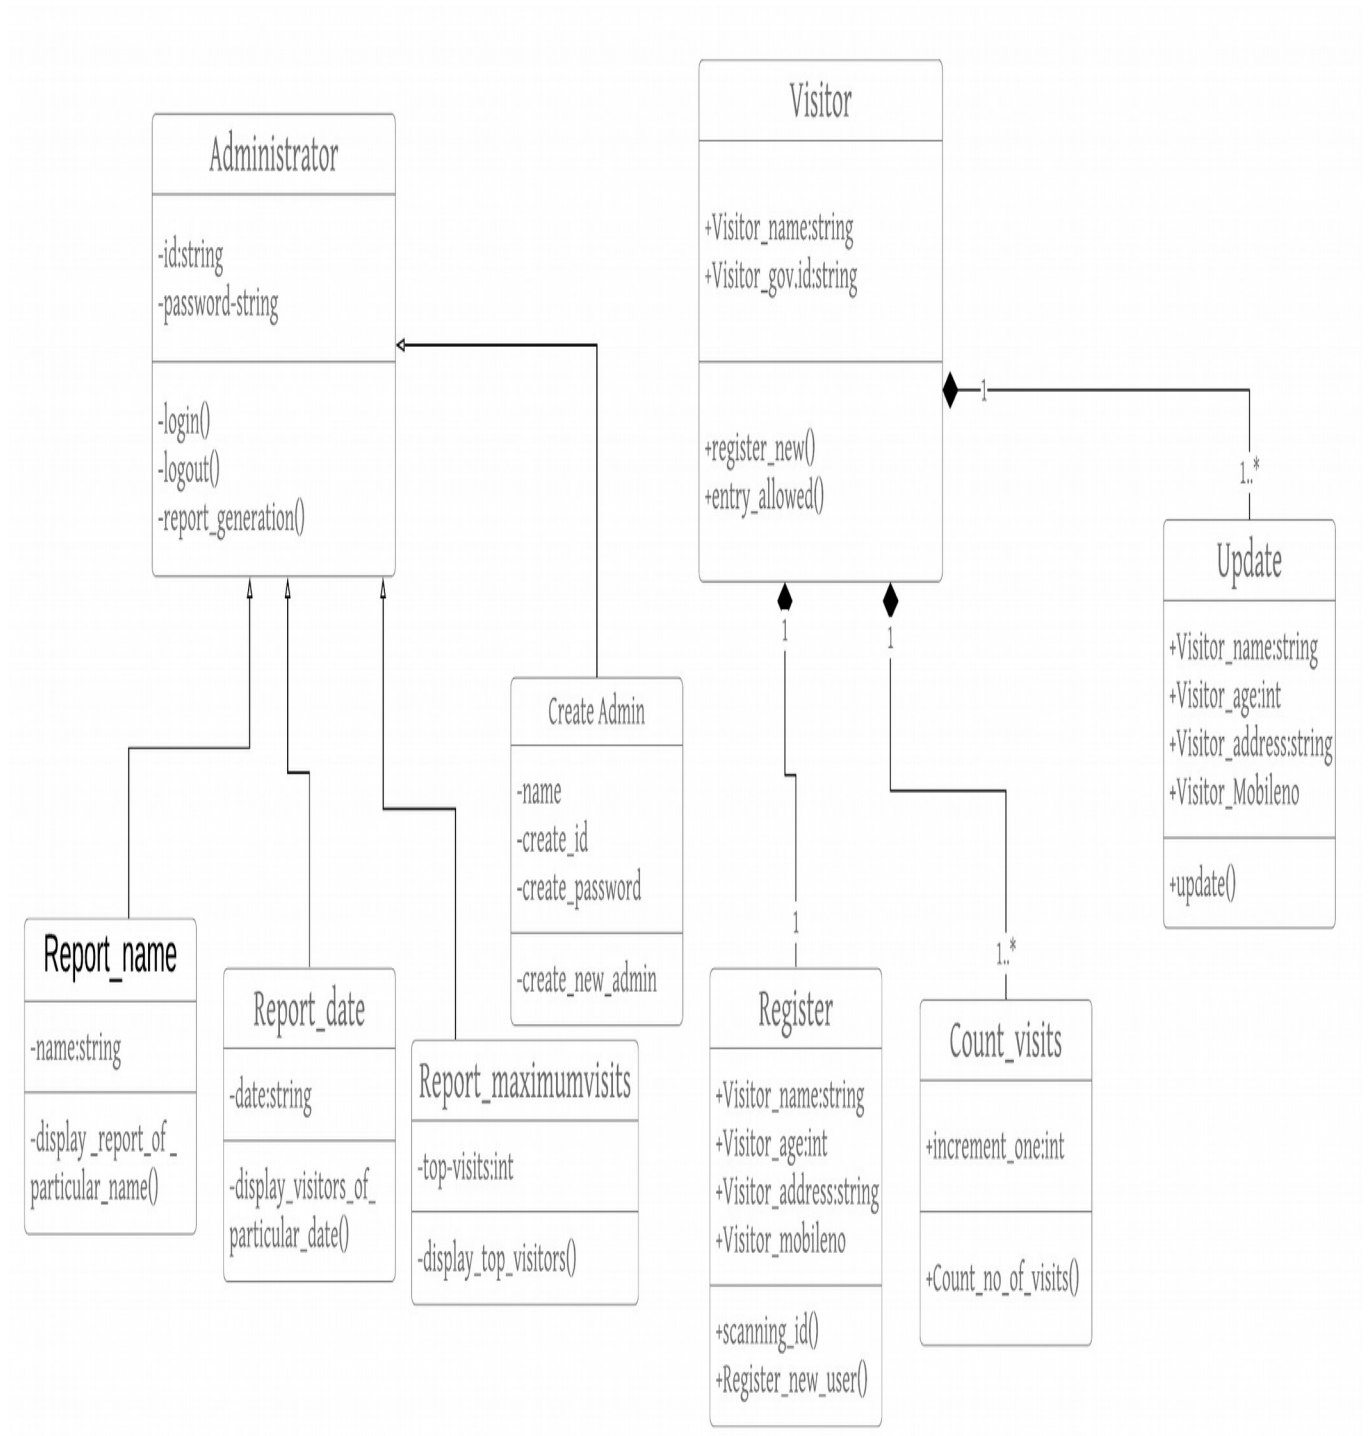 Administrator
-id:string
-password-string
-login()
-logout()
-report_generation()
Visitor
+Visitor_name:string
+Visitor_gov.id:string
+register_new()
+entry_allowed()
1
1..*
1
1
1
1..*
Update
+Visitor_name:string
+Visitor_age:int
+Visitor_address:string
+Visitor_Mobileno
+update()
Create Admin
-name
-create_id
-create_password
-create_new_admin
Report_name
-name:string
-display_report_of_
particular_name()
Report_date
-date:string
-display_visitors_of_
particular_date()
Report_maximumvisits
-top-visits:int
-display_top_visitors()
Register
+Visitor_name:string
+Visitor_age:int
+Visitor_address:string
+Visitor_mobileno
+scanning_id()
+Register_new_user()
Count_visits
+increment_one:int
+Count_no_of_visits()